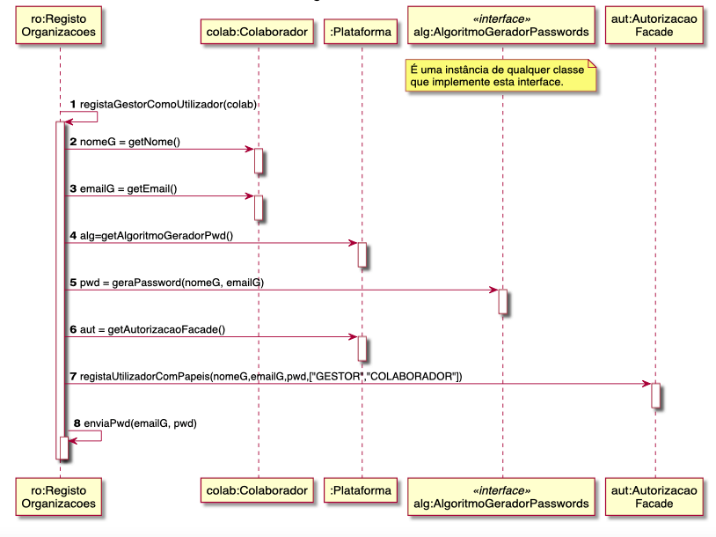 ro:Registo
Organizacoes
colab:Colaborador
:Plataforma
«interface»
alg:AlgoritmoGeradorPasswords
aut:Autorizacao
Facade
É uma instância de qualquer classe
que implemente esta interface.
1 registaGestorComoUtilizador(colab)
2 nomeG = getNome()
3 emailG = getEmail()
4 alg=getAlgoritmoGeradorPwd()
5 pwd = geraPassword(nomeG, emailG)
6 aut = getAutorizacaoFacade()
7 registaUtilizadorComPapeis(nomeG,emailG,pwd,["GESTOR","COLABORADOR"])
8 enviaPwd(emailG, pwd)
ro:Registo
Organizacoes
colab:Colaborador
:Plataforma
«interface»
alg:AlgoritmoGeradorPasswords
aut:Autorizacao
Facade